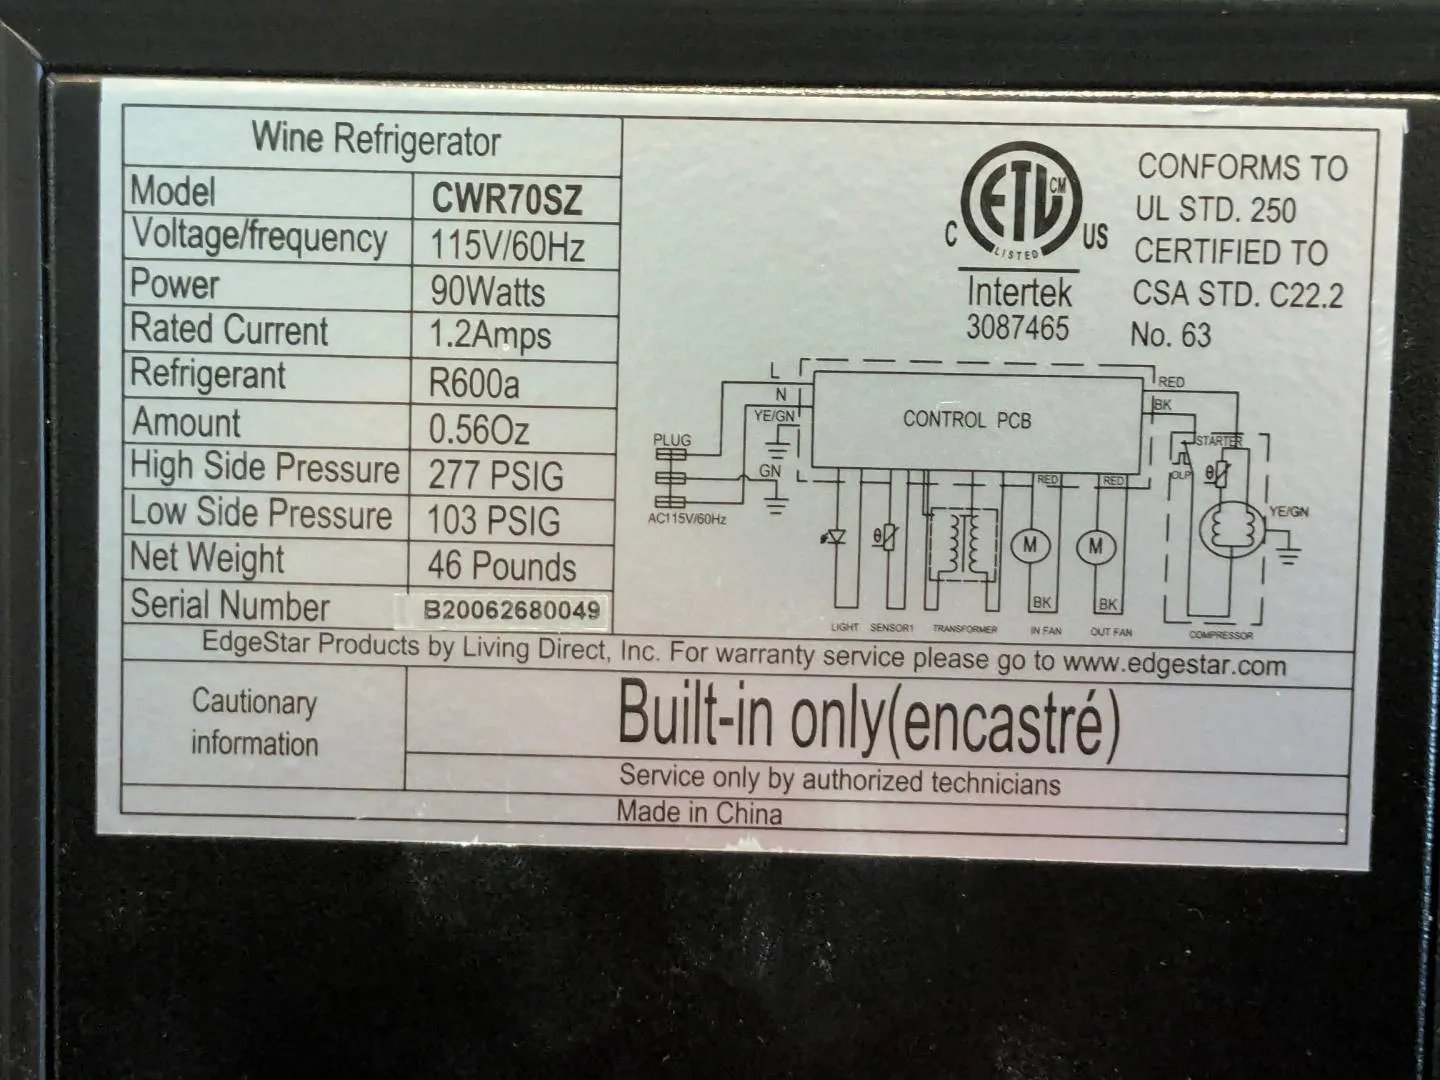 Wine Refrigerator
Model CWR70SZ
Voltage/frequency 115V/60Hz
Power 90Watts
Rated Current 1.2Amps
Refrigerant R600a
Amount 0.56Oz
High Side Pressure 277 PSIG
Low Side Pressure 103 PSIG
Net Weight 46 Pounds
Serial Number B20062680049
C ETL CM US
LISTED
Intertek
3087465
CONFORMS TO
UL STD. 250
CERTIFIED TO
CSA STD. C22.2
No. 63
L
N
YE/GN
PLUG
GN
AC115V/60Hz
CONTROL PCB
RED
BK
STARTER
OLP
θ
YE/GN
RED
RED
θ
M
M
BK
BK
LIGHT
SENSOR1
TRANSFORMER
IN FAN
OUT FAN
COMPRESSOR
EdgeStar Products by Living Direct, Inc. For warranty service please go to www.edgestar.com
Cautionary
information
Built-in only(encastré)
Service only by authorized technicians
Made in China